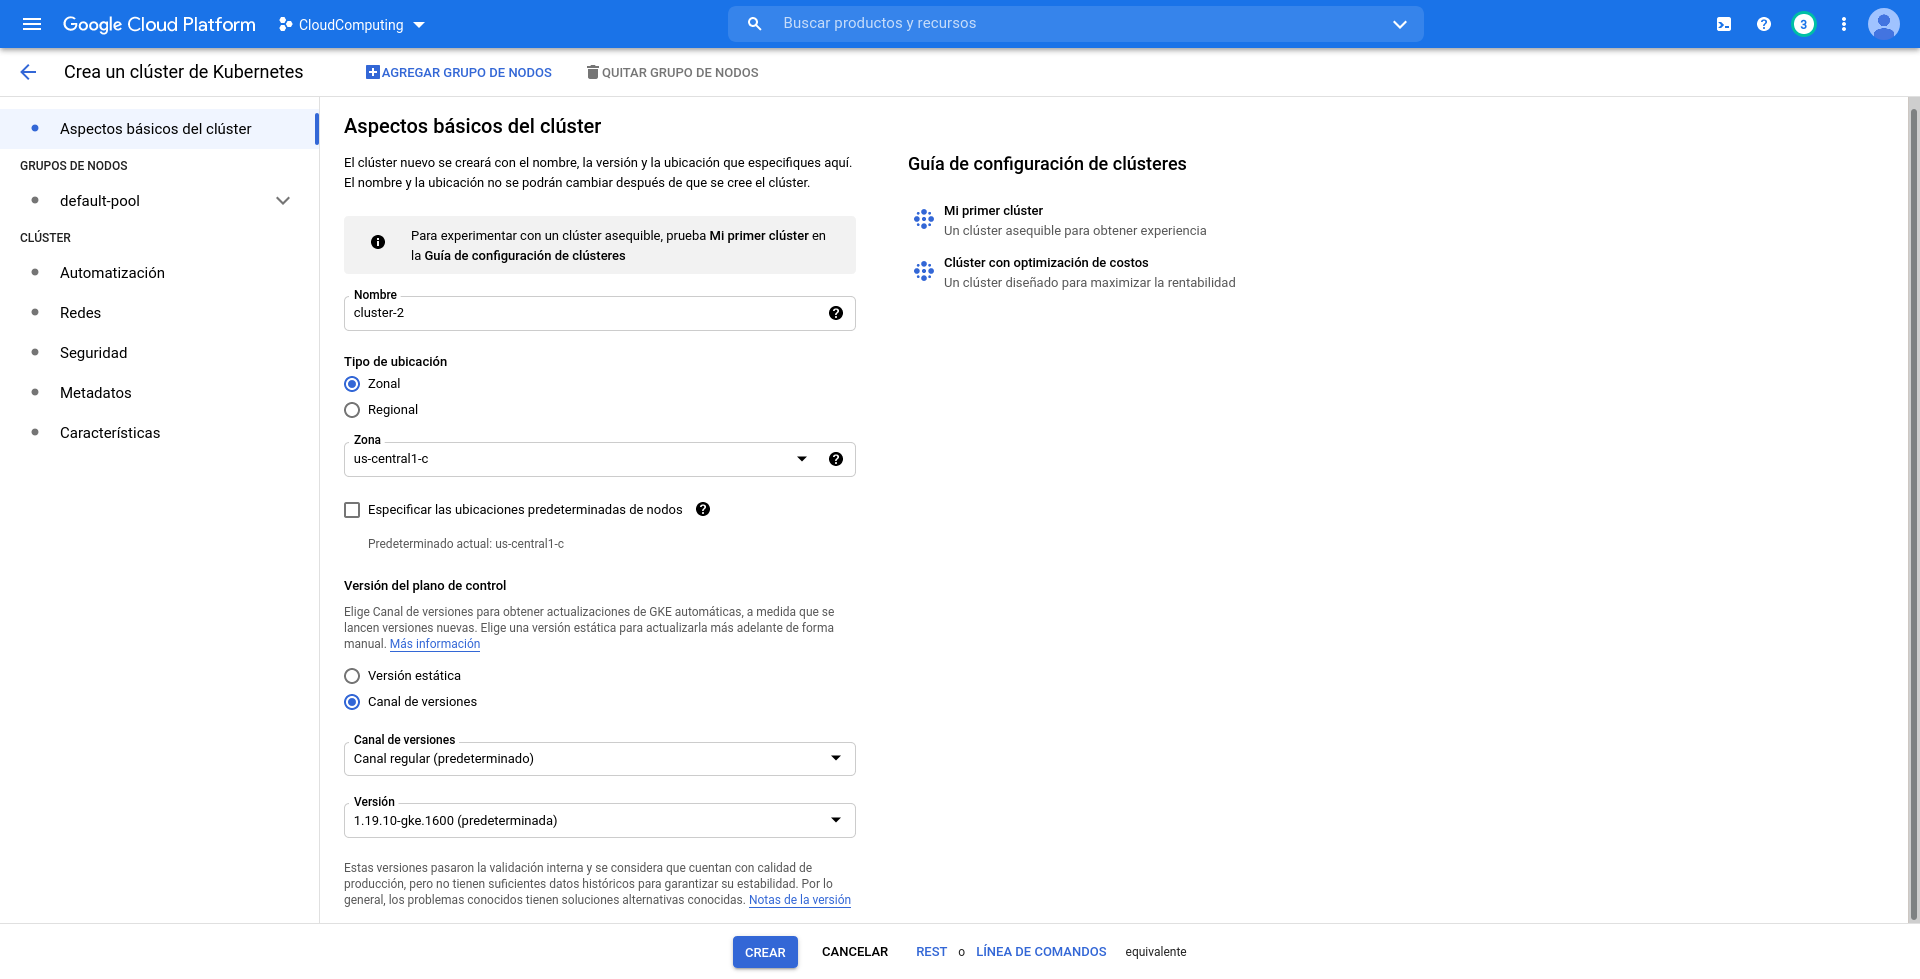 Google Cloud Platform
CloudComputing
Buscar productos y recursos
3
Crea un clúster de Kubernetes
AGREGAR GRUPO DE NODOS
QUITAR GRUPO DE NODOS
Aspectos básicos del clúster
GRUPOS DE NODOS
default-pool
CLÚSTER
Automatización
Redes
Seguridad
Metadatos
Características
Aspectos básicos del clúster
El clúster nuevo se creará con el nombre, la versión y la ubicación que especifiques aquí.
El nombre y la ubicación no se podrán cambiar después de que se cree el clúster.
Para experimentar con un clúster asequible, prueba Mi primer clúster en
la Guía de configuración de clústeres
Nombre
cluster-2
Tipo de ubicación
Zonal
Regional
Zona
us-central1-c
Especificar las ubicaciones predeterminadas de nodos
Predeterminado actual: us-central1-c
Versión del plano de control
Elige Canal de versiones para obtener actualizaciones de GKE automáticas, a medida que se
lancen versiones nuevas. Elige una versión estática para actualizarla más adelante de forma
manual. Más información
Versión estática
Canal de versiones
Canal de versiones
Canal regular (predeterminado)
Versión
1.19.10-gke.1600 (predeterminada)
Estas versiones pasaron la validación interna y se considera que cuentan con calidad de
producción, pero no tienen suficientes datos históricos para garantizar su estabilidad. Por lo
general, los problemas conocidos tienen soluciones alternativas conocidas. Notas de la versión
Guía de configuración de clústeres
Mi primer clúster
Un clúster asequible para obtener experiencia
Clúster con optimización de costos
Un clúster diseñado para maximizar la rentabilidad
CREAR
CANCELAR
REST o LÍNEA DE COMANDOS equivalente